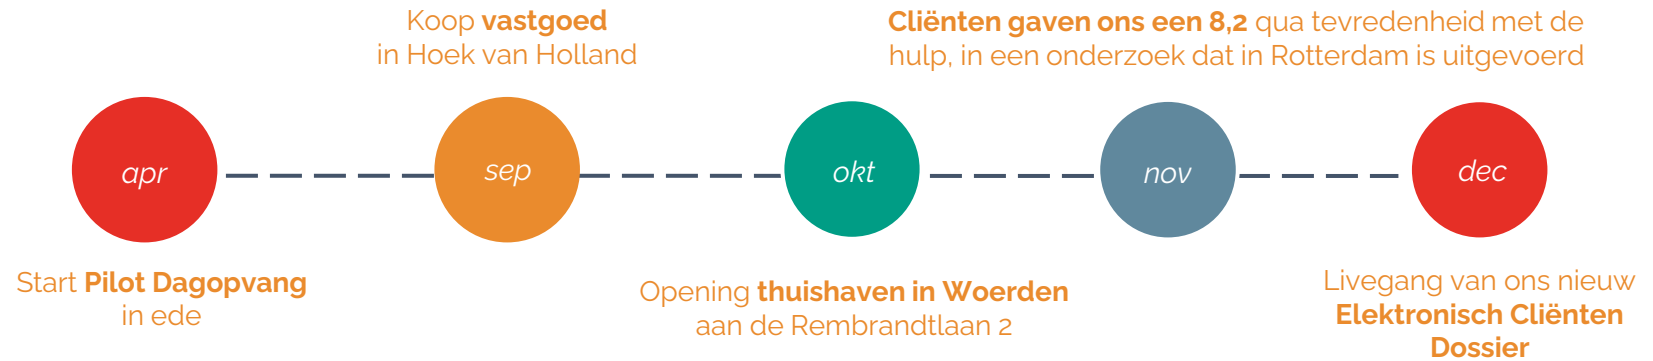 Koop vastgoed
in Hoek van Holland
Cliënten gaven ons een 8,2 qua tevredenheid met de
hulp, in een onderzoek dat in Rotterdam is uitgevoerd
apr
sep
okt
nov
dec
Start Pilot Dagopvang
in ede
Opening thuishaven in Woerden
aan de Rembrandtlaan 2
Livegang van ons nieuw
Elektronisch Cliënten
Dossier